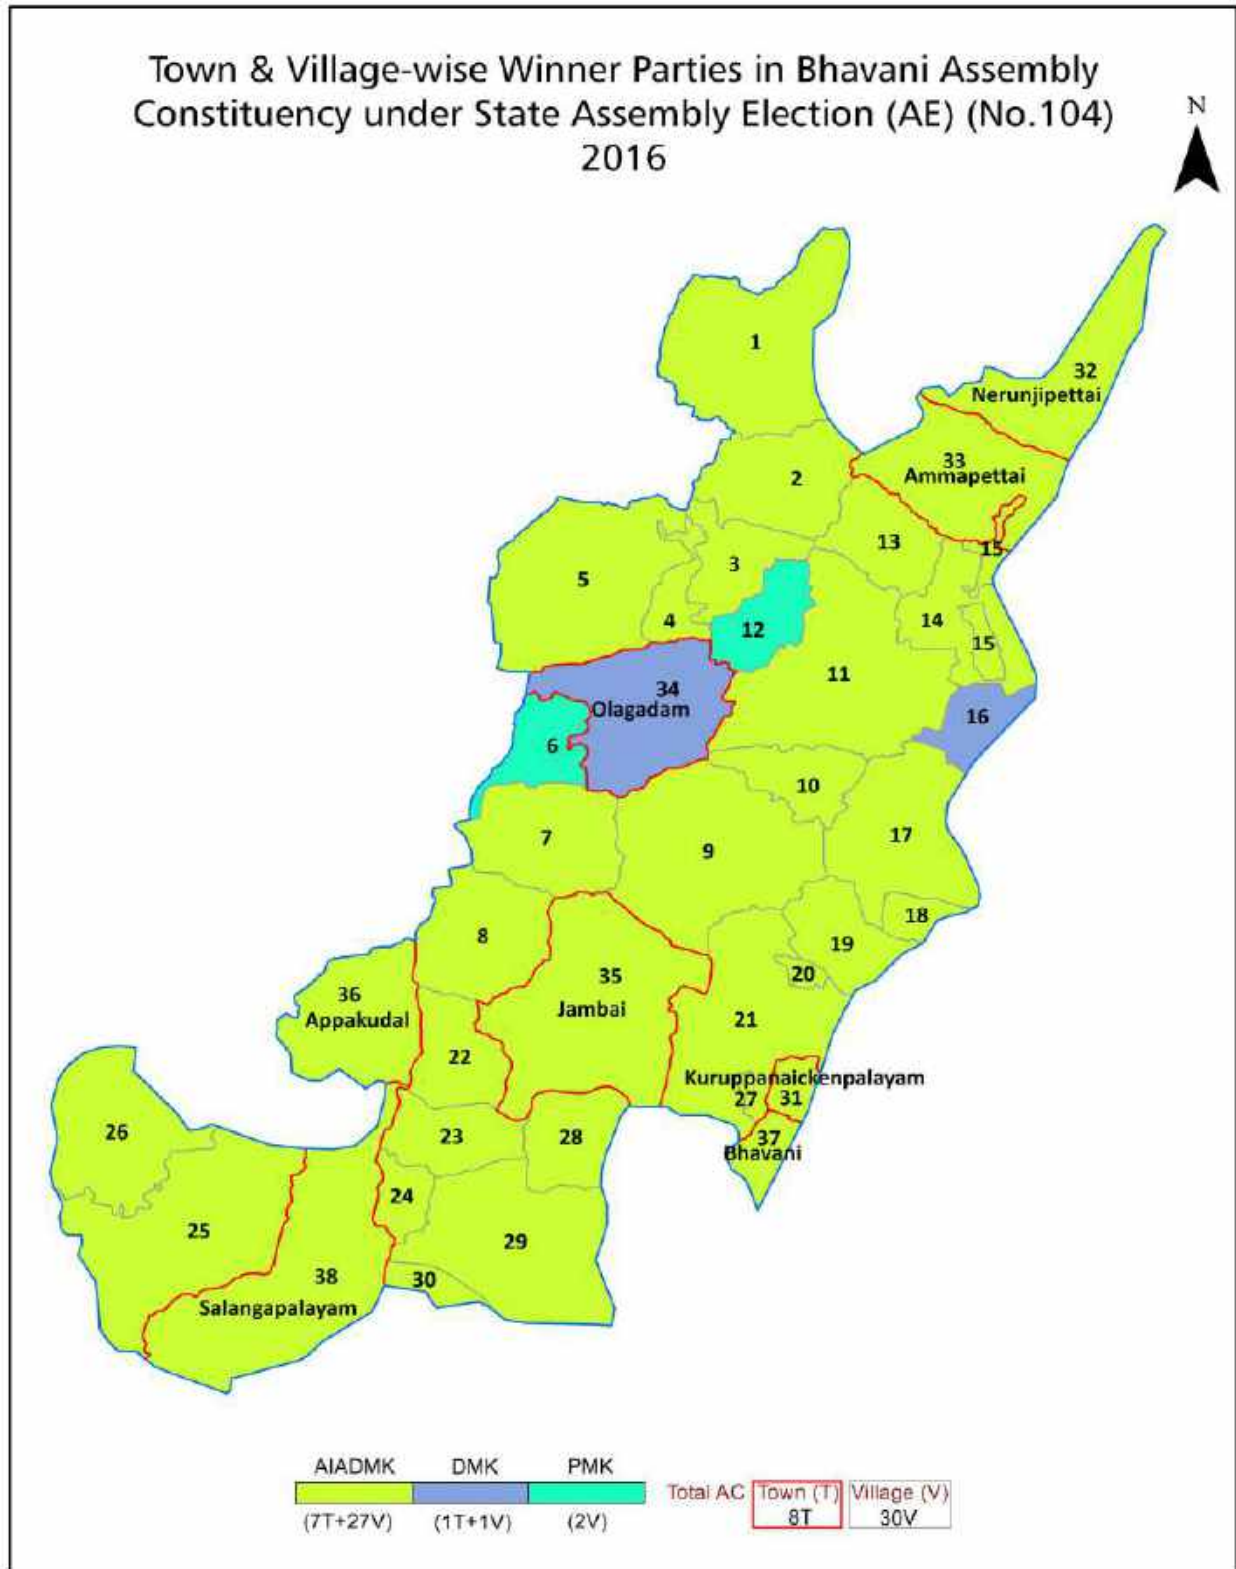 Town & Village-wise Winner Parties in Bhavani Assembly
Constituency under State Assembly Election (AE) (No.104)
2016
N
1
32
Nerunjipettai
33
Ammapettai
2
13
15
3
5
4
12
14
15
11
34
Olagadam
16
6
10
7
9
17
18
8
19
20
35
Jambai
36
Appakudal
21
22
Kuruppanaickenpalayam
27
31
26
23
28
37
Bhavani
24
25
29
38
30
Salangapalayam
AIADMK DMK PMK
(7T+27V) (1T+1V) (2V)
Total AC Town (T) Village (V)
8T 30V